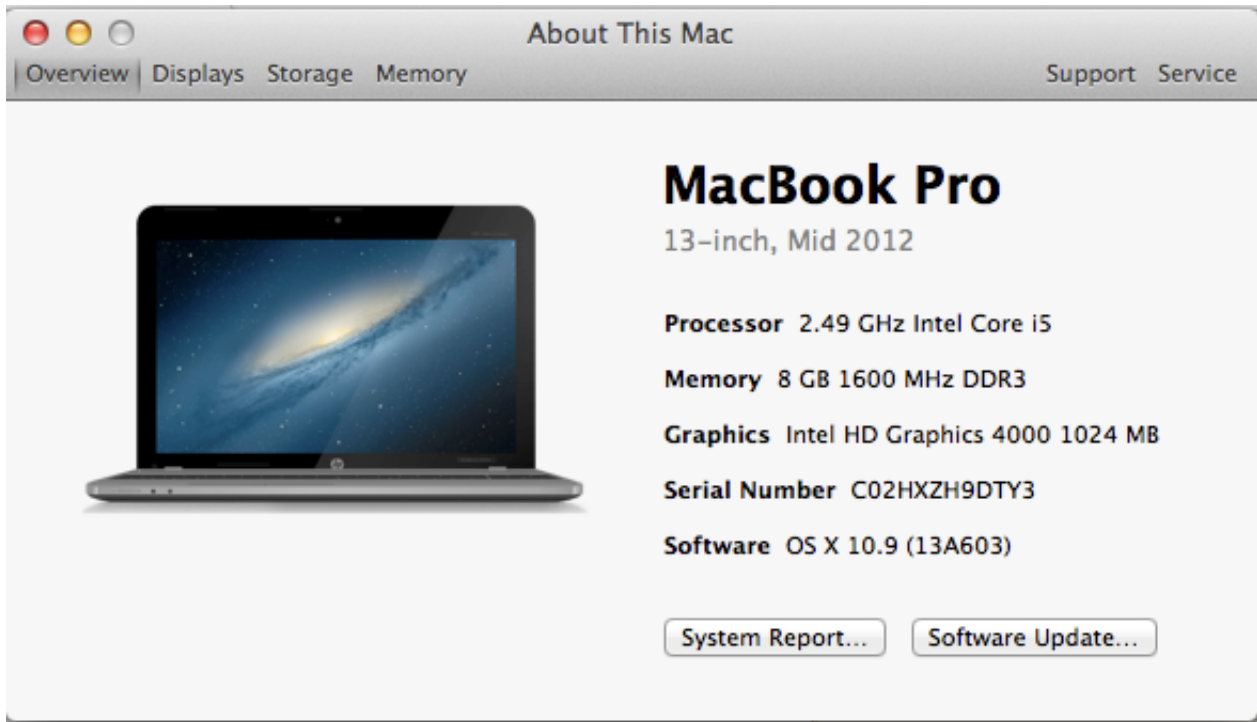 About This Mac
Overview Displays Storage Memory Support Service
MacBook Pro
13-inch, Mid 2012
Processor 2.49 GHz Intel Core i5
Memory 8 GB 1600 MHz DDR3
Graphics Intel HD Graphics 4000 1024 MB
Serial Number C02HXZH9DTY3
Software OS X 10.9 (13A603)
System Report... Software Update...
hp